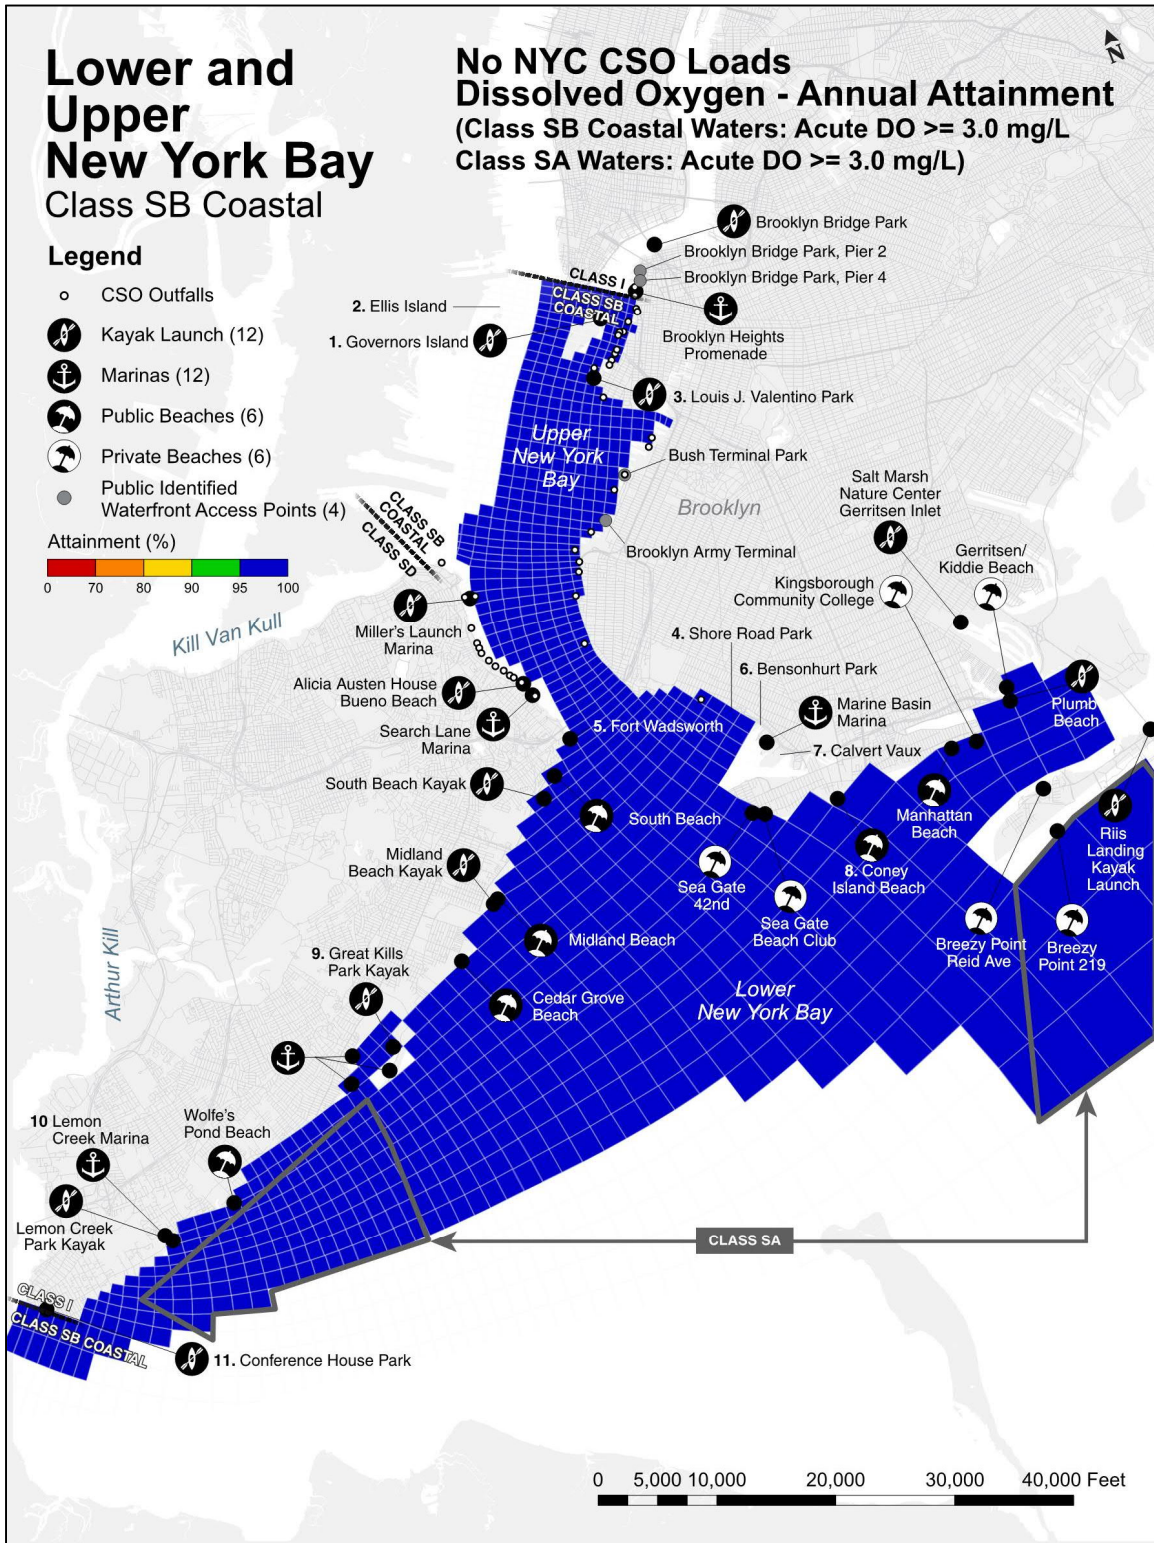 Lower and
Upper
New York Bay
Class SB Coastal
No NYC CSO Loads
Dissolved Oxygen - Annual Attainment
(Class SB Coastal Waters: Acute DO >= 3.0 mg/L
Class SA Waters: Acute DO >= 3.0 mg/L)
N
Legend
CSO Outfalls
Kayak Launch (12)
Marinas (12)
Public Beaches (6)
Private Beaches (6)
Public Identified
Waterfront Access Points (4)
Attainment (%)
0 70 80 90 95 100
Brooklyn Bridge Park
Brooklyn Bridge Park, Pier 2
Brooklyn Bridge Park, Pier 4
CLASS I
CLASS SB
COASTAL
2. Ellis Island
1. Governors Island
Brooklyn Heights
Promenade
3. Louis J. Valentino Park
Upper
New York
Bay
Bush Terminal Park
Brooklyn
Brooklyn Army Terminal
Salt Marsh
Nature Center
Gerritsen Inlet
Gerritsen/
Kiddie Beach
Kingsborough
Community College
CLASS SB
COASTAL
CLASS SD
Kill Van Kull
Miller's Launch
Marina
4. Shore Road Park
6. Bensonhurt Park
Alicia Austen House
Bueno Beach
Search Lane
Marina
5. Fort Wadsworth
Marine Basin
Marina
7. Calvert Vaux
Plumb
Beach
South Beach Kayak
South Beach
Manhattan
Beach
Riis
Landing
Kayak
Launch
Midland
Beach Kayak
Sea Gate
42nd
8. Coney
Island Beach
Sea Gate
Beach Club
Breezy Point
Reid Ave
Breezy
Point 219
Arthur Kill
9. Great Kills
Park Kayak
Midland Beach
Cedar Grove
Beach
Lower
New York Bay
10 Lemon
Creek Marina
Wolfe's
Pond Beach
Lemon Creek
Park Kayak
CLASS SA
CLASS I
CLASS SB COASTAL
11. Conference House Park
0 5,000 10,000 20,000 30,000 40,000 Feet